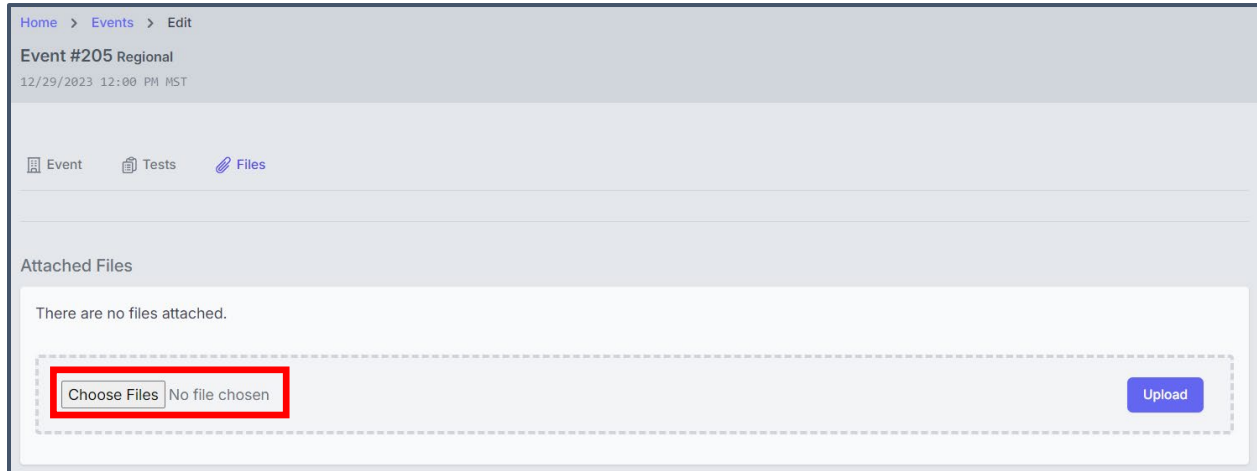 Home > Events > Edit
Event #205 Regional
12/29/2023 12:00 PM MST
Event Tests Files
Attached Files
There are no files attached.
Choose Files No file chosen Upload